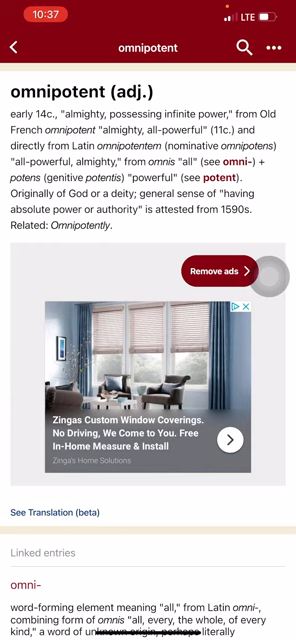 10:37
LTE
omnipotent
omnipotent (adj.)
early 14c., "almighty, possessing infinite power," from Old
French omnipotent "almighty, all-powerful" (11c.) and
directly from Latin omnipotentem (nominative omnipotens)
"all-powerful, almighty," from omnis "all" (see omni-) +
potens (genitive potentis) "powerful" (see potent).
Originally of God or a deity; general sense of "having
absolute power or authority" is attested from 1590s.
Related: Omnipotently.
Remove ads
Zingas Custom Window Coverings.
No Driving, We Come to You. Free
In-Home Measure & Install
Zinga's Home Solutions
See Translation (beta)
Linked entries
omni-
word-forming element meaning "all," from Latin omni-,
combining form of omnis "all, every, the whole, of every
kind," a word of unknown origin, perhaps literally